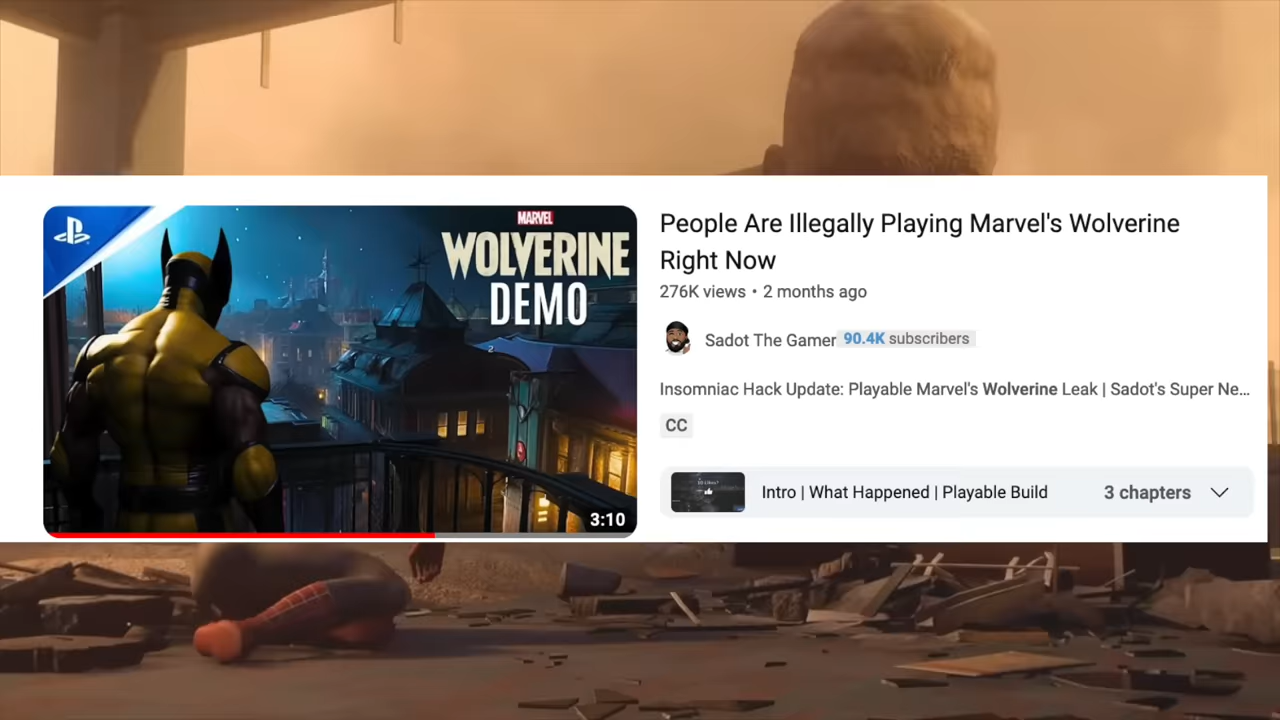 MARVEL
WOLVERINE
DEMO
3:10
People Are Illegally Playing Marvel's Wolverine
Right Now
276K views • 2 months ago
Sadot The Gamer 90.4K subscribers
Insomniac Hack Update: Playable Marvel's Wolverine Leak | Sadot's Super Ne...
CC
Intro | What Happened | Playable Build 3 chapters